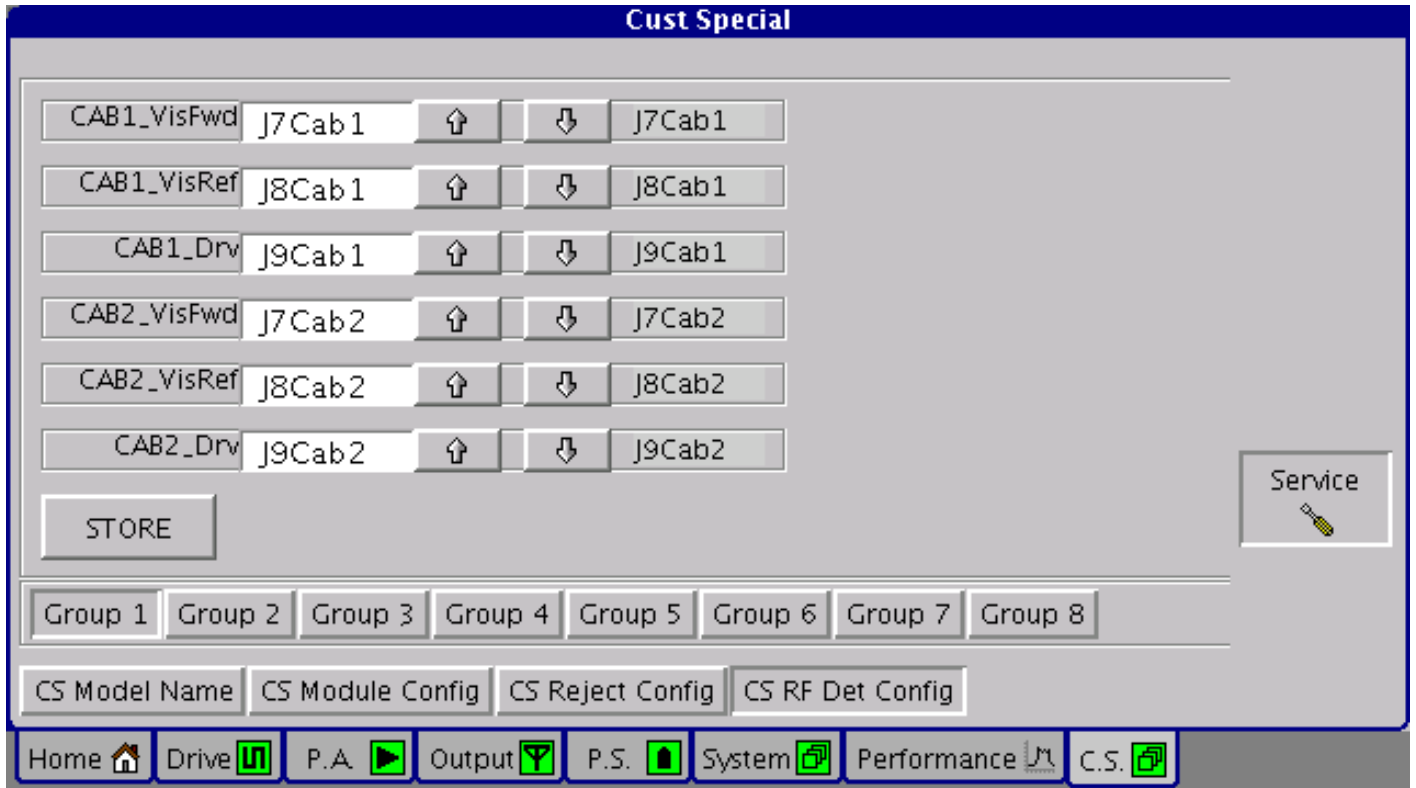 Cust Special
CAB1_VisFwd J7Cab1 J7Cab1
CAB1_VisRef J8Cab1 J8Cab1
CAB1_Drv J9Cab1 J9Cab1
CAB2_VisFwd J7Cab2 J7Cab2
CAB2_VisRef J8Cab2 J8Cab2
CAB2_Drv J9Cab2 J9Cab2
Service
STORE
Group 1 Group 2 Group 3 Group 4 Group 5 Group 6 Group 7 Group 8
CS Model Name CS Module Config CS Reject Config CS RF Det Config
Home Drive P.A. Output P.S. System Performance C.S.